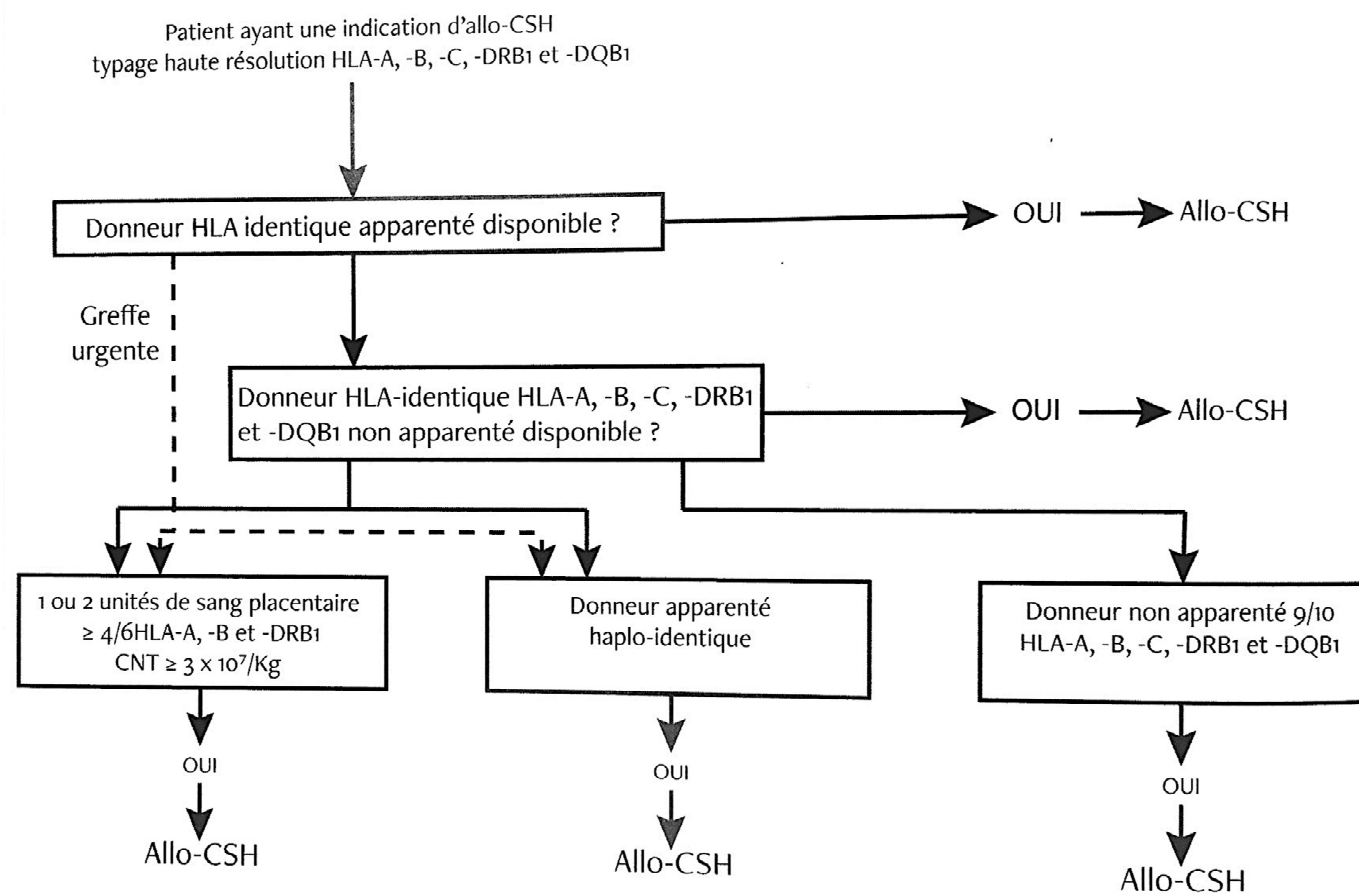 Patient ayant une indication d'allo-CSH
typage haute résolution HLA-A, -B, -C, -DRB1 et -DQB1
Donneur HLA identique apparenté disponible ?
OUI
Allo-CSH
Greffe
urgente
Donneur HLA-identique HLA-A, -B, -C, -DRB1
et -DQB1 non apparenté disponible ?
OUI
Allo-CSH
1 ou 2 unités de sang placentaire
≥ 4/6HLA-A, -B et -DRB1
CNT ≥ 3 x 10⁷/Kg
Donneur apparenté
haplo-identique
Donneur non apparenté 9/10
HLA-A, -B, -C, -DRB1 et -DQB1
OUI
OUI
OUI
Allo-CSH
Allo-CSH
Allo-CSH